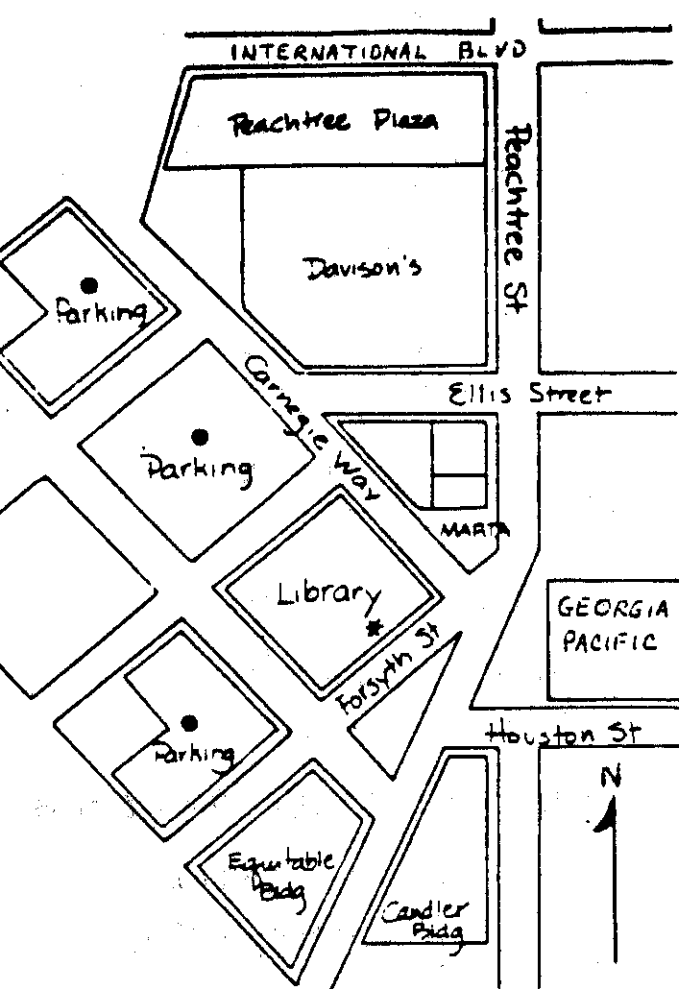 INTERNATIONAL BLVD
Peachtree Plaza
Peachtree St
Davison's
Parking
Carnegie Way
Ellis Street
Parking
MARTA
Library
*
GEORGIA
PACIFIC
Forsyth St
Houston St
Parking
N
Equitable
Bldg
Candler
Bldg